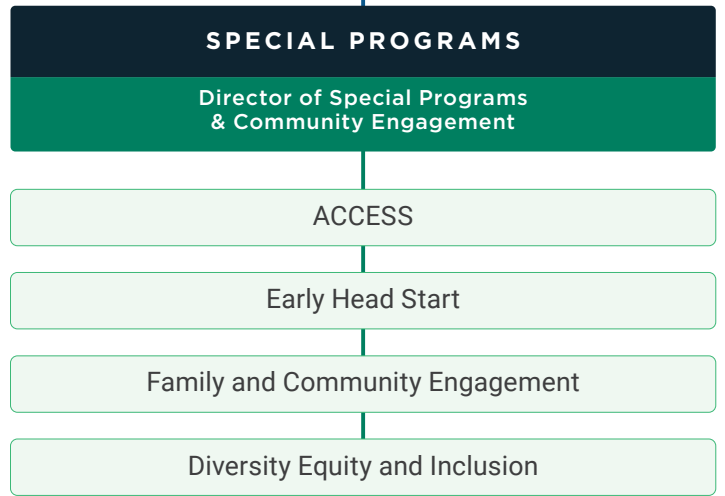 SPECIAL PROGRAMS
Director of Special Programs
& Community Engagement
ACCESS
Early Head Start
Family and Community Engagement
Diversity Equity and Inclusion